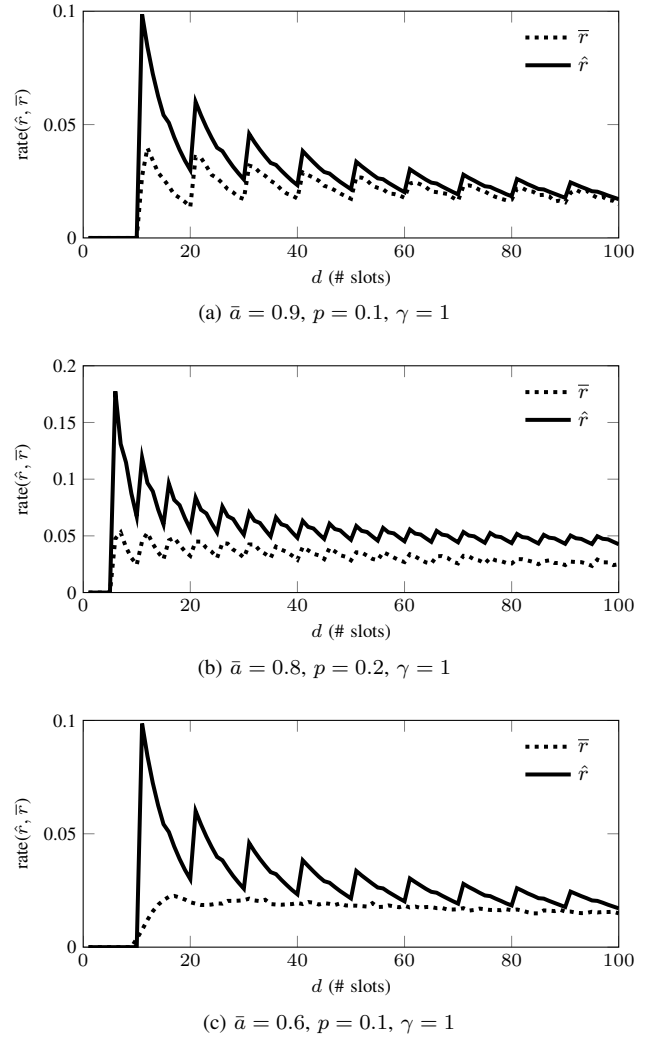 0.1
0.05
0
rate(r̂, r̅)
r̅
r̂
0 20 40 60 80 100
d (# slots)
(a) ā = 0.9, p = 0.1, γ = 1
0.2
0.15
0.1
0.05
0
rate(r̂, r̅)
r̅
r̂
0 20 40 60 80 100
d (# slots)
(b) ā = 0.8, p = 0.2, γ = 1
0.1
0.05
0
rate(r̂, r̅)
r̅
r̂
0 20 40 60 80 100
d (# slots)
(c) ā = 0.6, p = 0.1, γ = 1